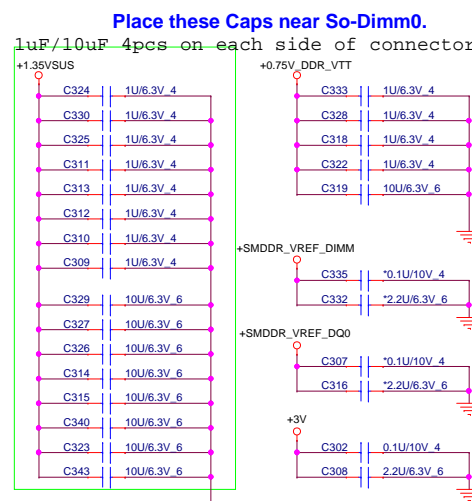 Place these Caps near So-Dimm0.
1uF/10uF 4pcs on each side of connector
+1.35VSUS
C324 1U/6.3V_4
C330 1U/6.3V_4
C325 1U/6.3V_4
C311 1U/6.3V_4
C313 1U/6.3V_4
C312 1U/6.3V_4
C310 1U/6.3V_4
C309 1U/6.3V_4
C329 10U/6.3V_6
C327 10U/6.3V_6
C326 10U/6.3V_6
C314 10U/6.3V_6
C315 10U/6.3V_6
C340 10U/6.3V_6
C323 10U/6.3V_6
C343 10U/6.3V_6
+0.75V_DDR_VTT
C333 1U/6.3V_4
C328 1U/6.3V_4
C318 1U/6.3V_4
C322 1U/6.3V_4
C319 10U/6.3V_6
+SMDDR_VREF_DIMM
C335 *0.1U/10V_4
C332 *2.2U/6.3V_6
+SMDDR_VREF_DQ0
C307 *0.1U/10V_4
C316 *2.2U/6.3V_6
+3V
C302 0.1U/10V_4
C308 2.2U/6.3V_6